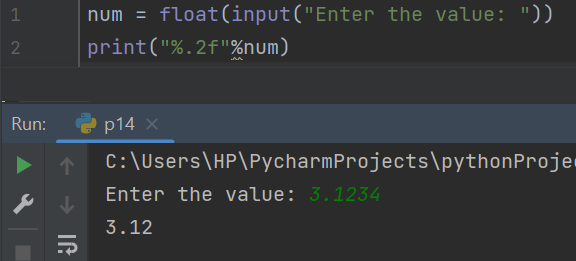 1 num = float(input("Enter the value: "))
2 print("%.2f"%num)
Run: p14 ×
C:\Users\HP\PycharmProjects\pythonProjec
Enter the value: 3.1234
3.12